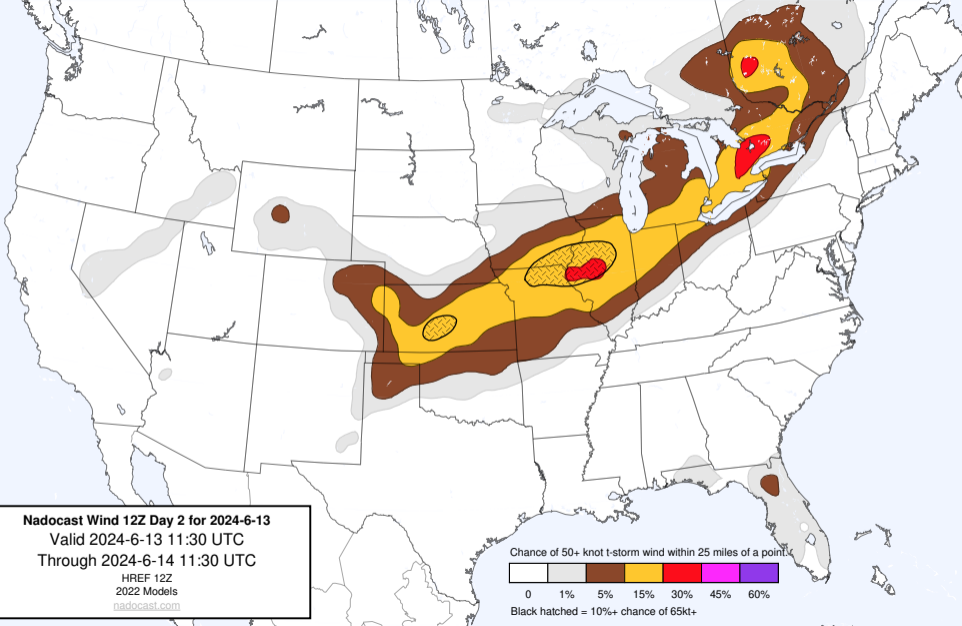 Nadocast Wind 12Z Day 2 for 2024-6-13
Valid 2024-6-13 11:30 UTC
Through 2024-6-14 11:30 UTC
HREF 12Z
2022 Models
nadocast.com
Chance of 50+ knot t-storm wind within 25 miles of a point.
0 1% 5% 15% 30% 45% 60%
Black hatched = 10%+ chance of 65kt+